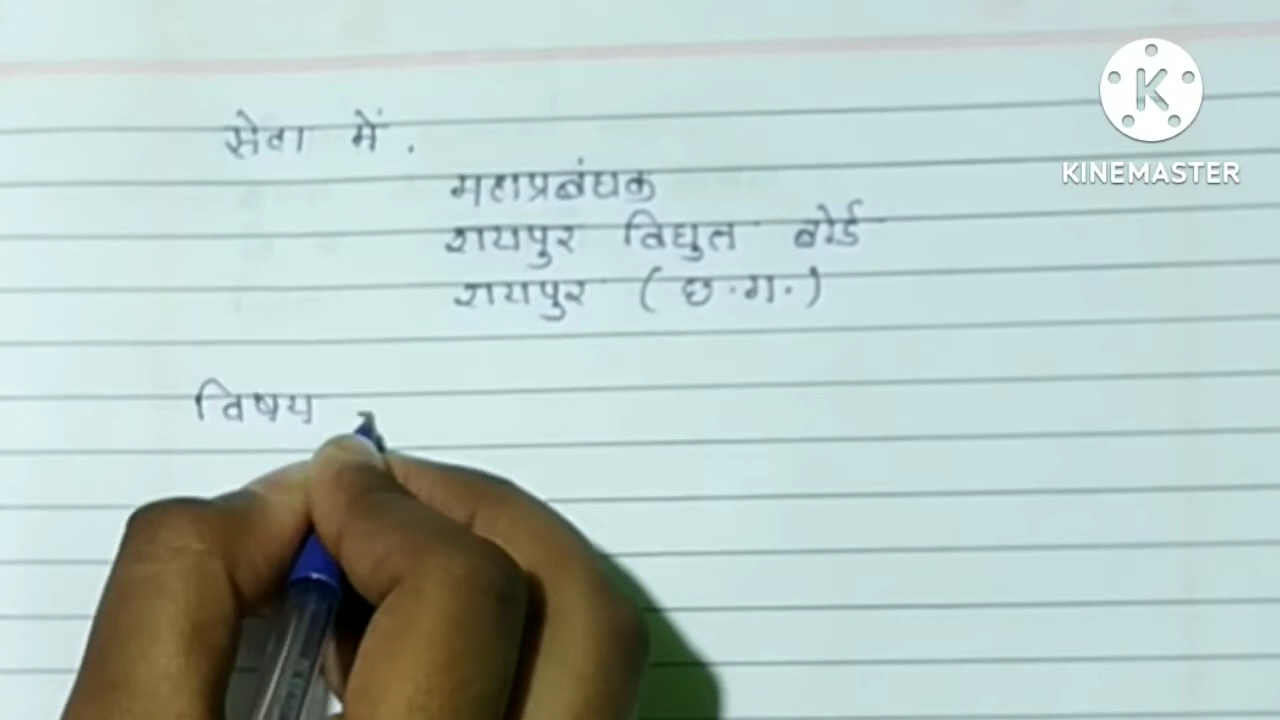 सेवा में.
महाप्रबंधक
रायपुर विद्युत बोर्ड
रायपुर (छ.ग.)
विषय
K
KINEMASTER